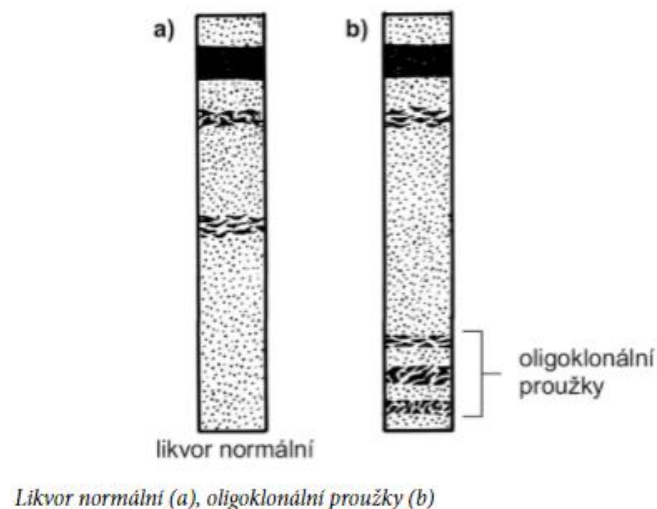 a)
b)
oligoklonální
proužky
likvor normální
Likvor normální (a), oligoklonální proužky (b)